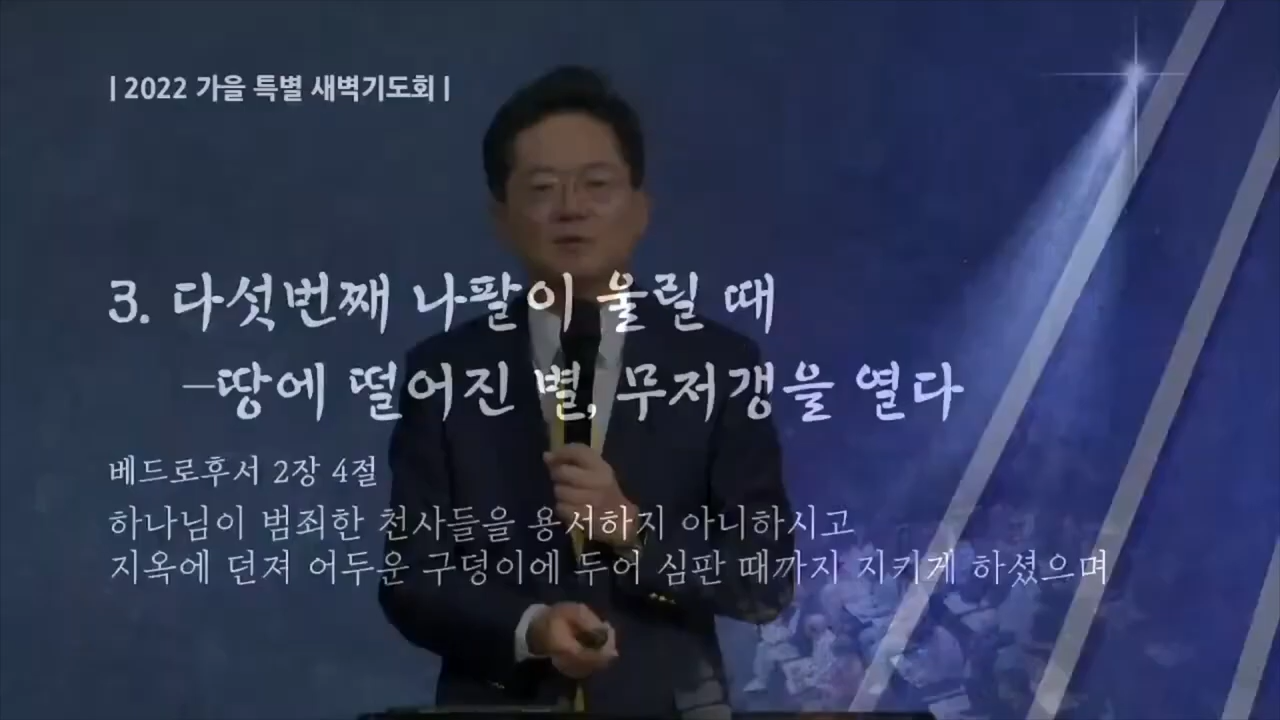 | 2022 가을 특별 새벽기도회 |
3. 다섯번째 나팔이 울릴 때
-땅에 떨어진 별, 무저갱을 열다
베드로후서 2장 4절
하나님이 범죄한 천사들을 용서하지 아니하시고
지옥에 던져 어두운 구덩이에 두어 심판 때까지 지키게 하셨으며